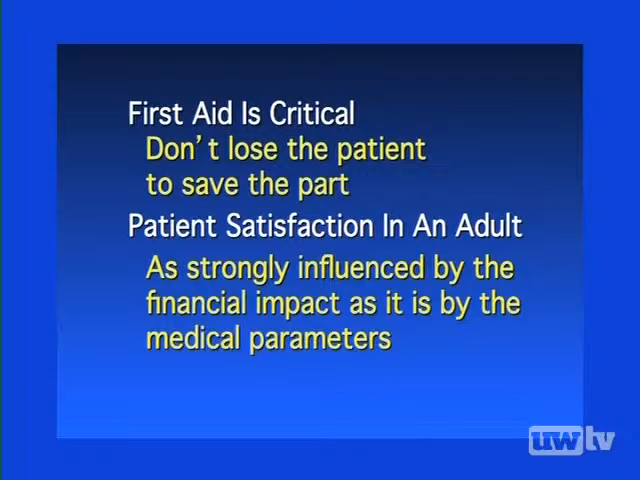 First Aid Is Critical
Don't lose the patient
to save the part
Patient Satisfaction In An Adult
As strongly influenced by the
financial impact as it is by the
medical parameters
uwtv